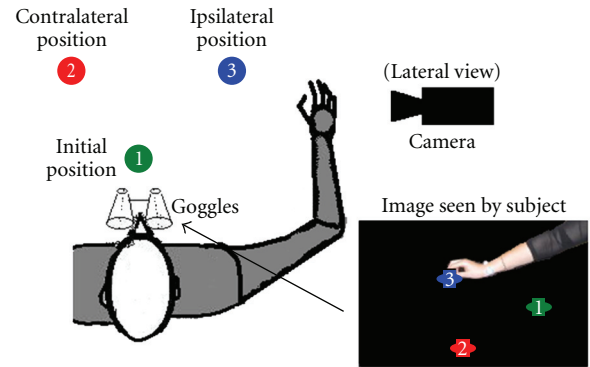 Contralateral
position
2
Ipsilateral
position
3
(Lateral view)
Camera
Initial
position
1
Goggles
Image seen by subject
3
1
2